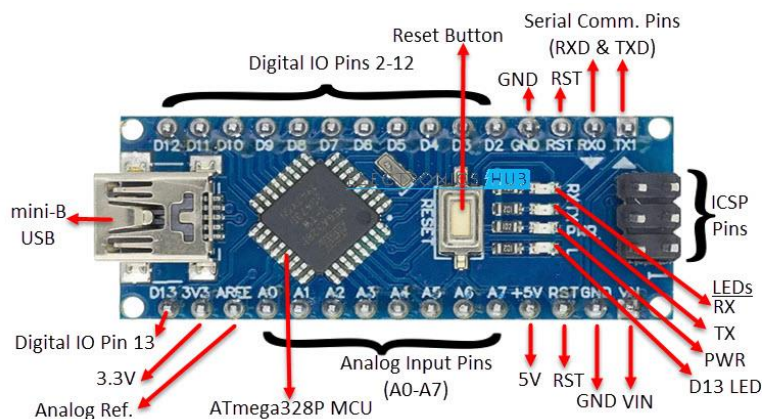 Serial Comm. Pins
(RXD & TXD)
Reset Button
Digital IO Pins 2-12
GND
RST
D12 D11 D10 D9 D8 D7 D6 D5 D4 D3 D2 GND RST RX0 TX1
ELECTRONICS HUB
mini-B
USB
RESET
ICSP
Pins
1
LEDs
RX
TX
PWR
D13 LED
D13 3V3 AREF A0 A1 A2 A3 A4 A5 A6 A7 +5V RST GND VIN
Digital IO Pin 13
3.3V
Analog Ref.
ATmega328P MCU
Analog Input Pins
(A0-A7)
5V
RST
GND
VIN